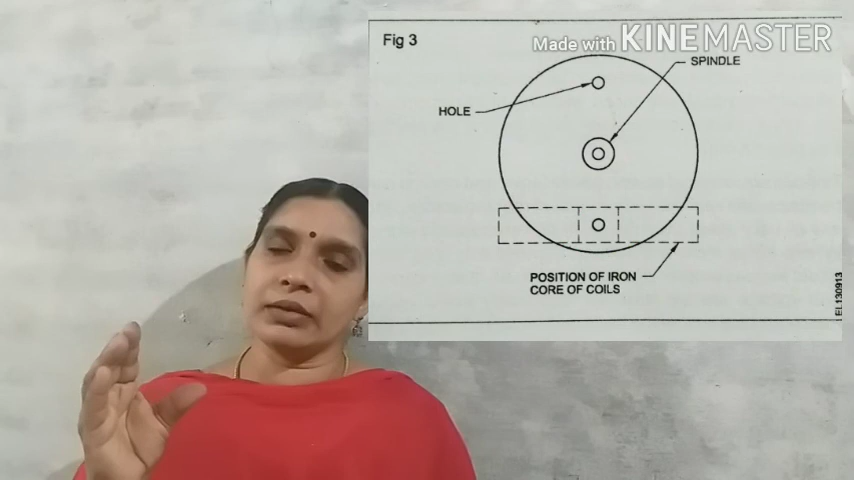 Fig 3
Made with KINEMASTER
SPINDLE
HOLE
POSITION OF IRON
CORE OF COILS
EL130913